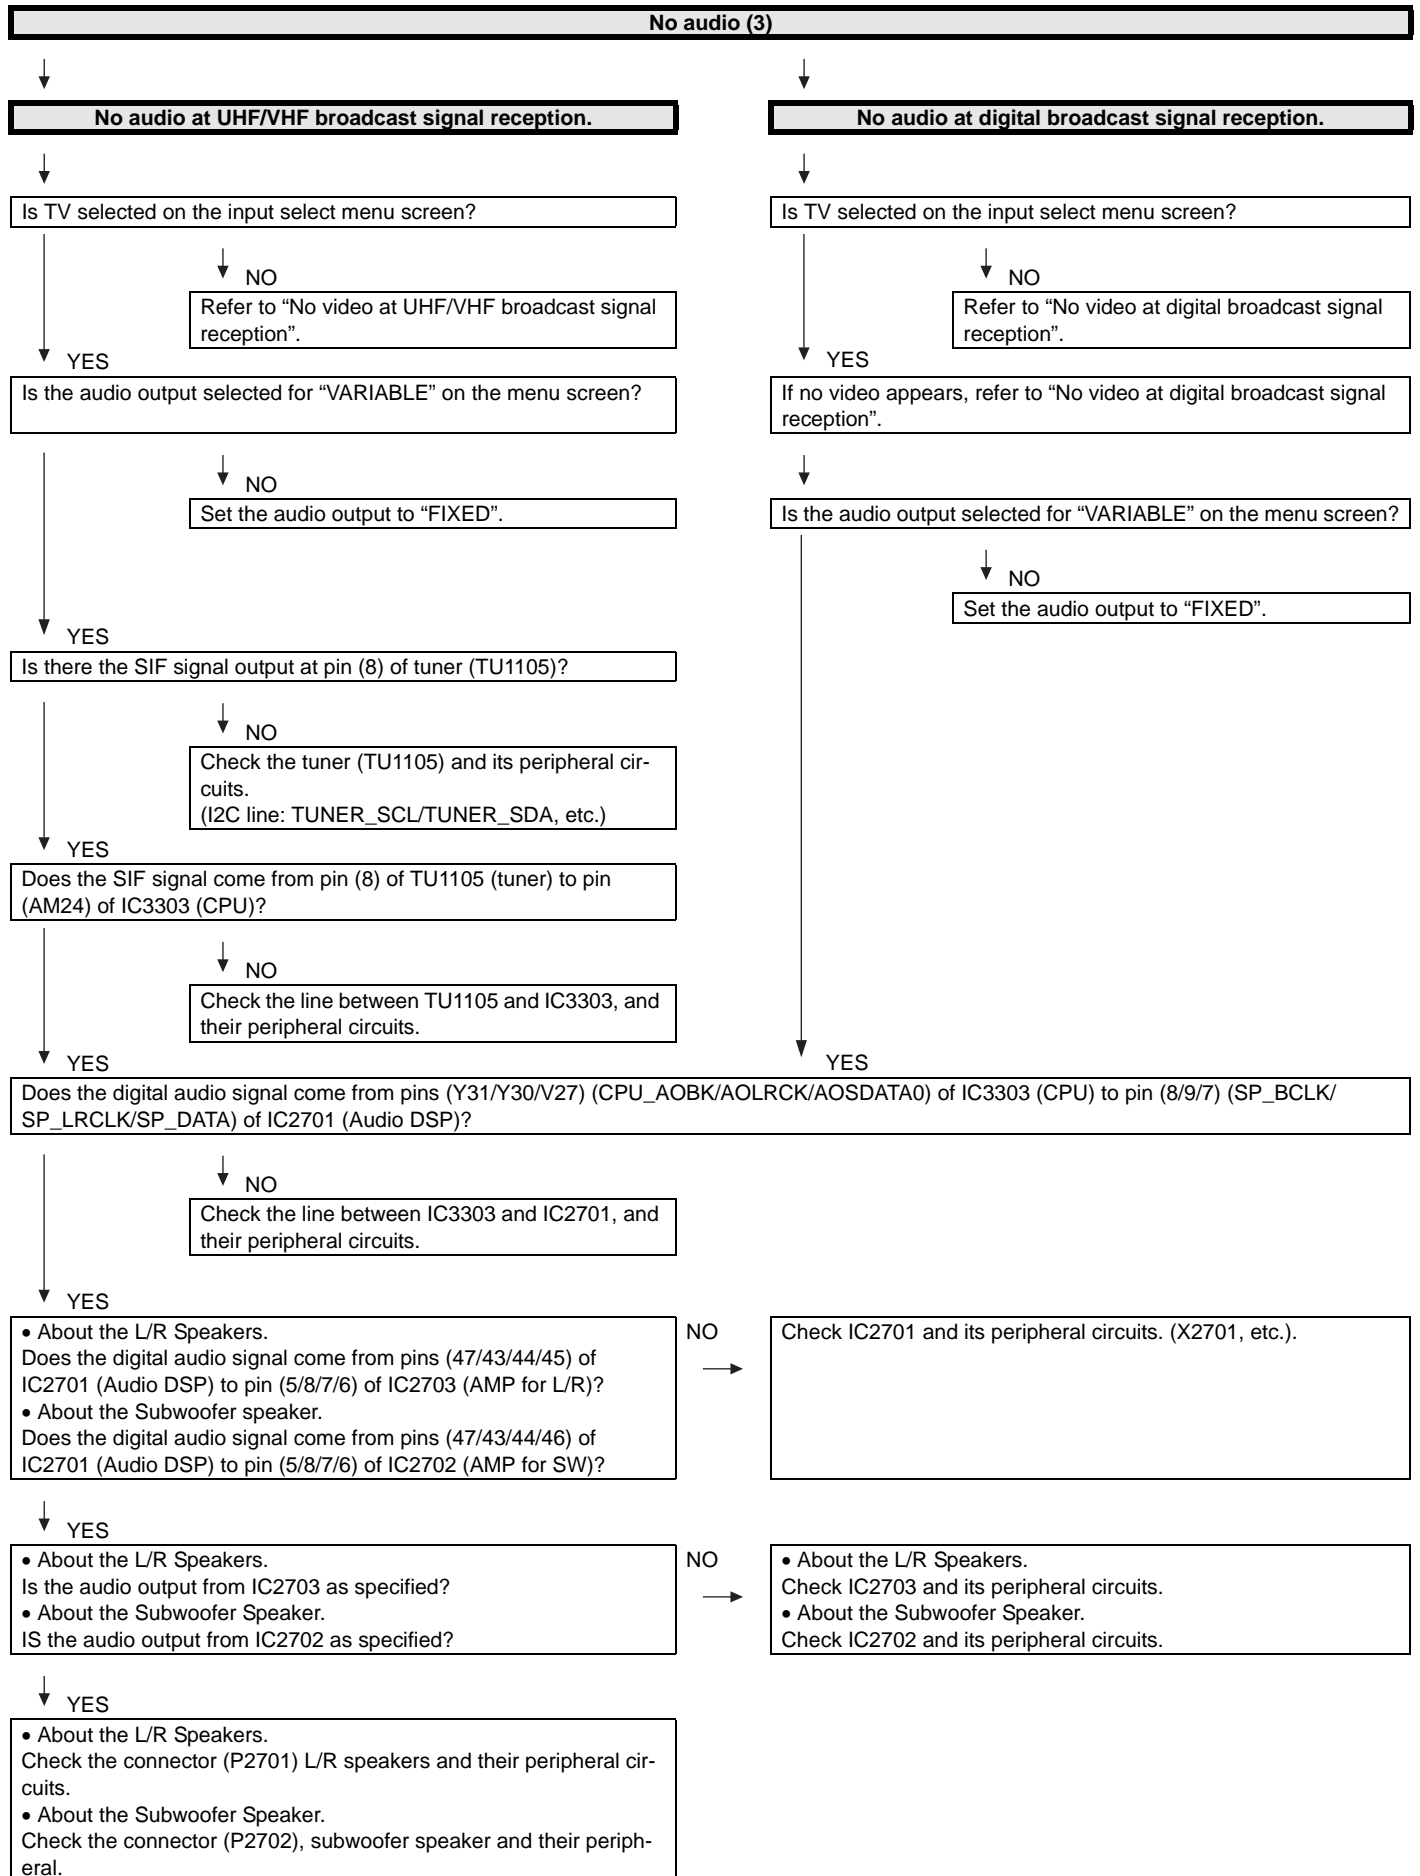 No audio (3)
No audio at UHF/VHF broadcast signal reception.
No audio at digital broadcast signal reception.
Is TV selected on the input select menu screen?
Is TV selected on the input select menu screen?
NO
NO
Refer to “No video at UHF/VHF broadcast signal
reception”.
Refer to “No video at digital broadcast signal
reception”.
YES
YES
Is the audio output selected for “VARIABLE” on the menu screen?
If no video appears, refer to “No video at digital broadcast signal
reception”.
NO
Set the audio output to “FIXED”.
Is the audio output selected for “VARIABLE” on the menu screen?
NO
Set the audio output to “FIXED”.
YES
Is there the SIF signal output at pin (8) of tuner (TU1105)?
NO
Check the tuner (TU1105) and its peripheral cir-
cuits.
(I2C line: TUNER_SCL/TUNER_SDA, etc.)
YES
Does the SIF signal come from pin (8) of TU1105 (tuner) to pin
(AM24) of IC3303 (CPU)?
NO
Check the line between TU1105 and IC3303, and
their peripheral circuits.
YES
YES
Does the digital audio signal come from pins (Y31/Y30/V27) (CPU_AOBK/AOLRCK/AOSDATA0) of IC3303 (CPU) to pin (8/9/7) (SP_BCLK/
SP_LRCLK/SP_DATA) of IC2701 (Audio DSP)?
NO
Check the line between IC3303 and IC2701, and
their peripheral circuits.
YES
• About the L/R Speakers.
Does the digital audio signal come from pins (47/43/44/45) of
IC2701 (Audio DSP) to pin (5/8/7/6) of IC2703 (AMP for L/R)?
• About the Subwoofer speaker.
Does the digital audio signal come from pins (47/43/44/46) of
IC2701 (Audio DSP) to pin (5/8/7/6) of IC2702 (AMP for SW)?
NO
Check IC2701 and its peripheral circuits. (X2701, etc.).
YES
• About the L/R Speakers.
Is the audio output from IC2703 as specified?
• About the Subwoofer Speaker.
IS the audio output from IC2702 as specified?
NO
• About the L/R Speakers.
Check IC2703 and its peripheral circuits.
• About the Subwoofer Speaker.
Check IC2702 and its peripheral circuits.
YES
• About the L/R Speakers.
Check the connector (P2701) L/R speakers and their peripheral cir-
cuits.
• About the Subwoofer Speaker.
Check the connector (P2702), subwoofer speaker and their periph-
eral.